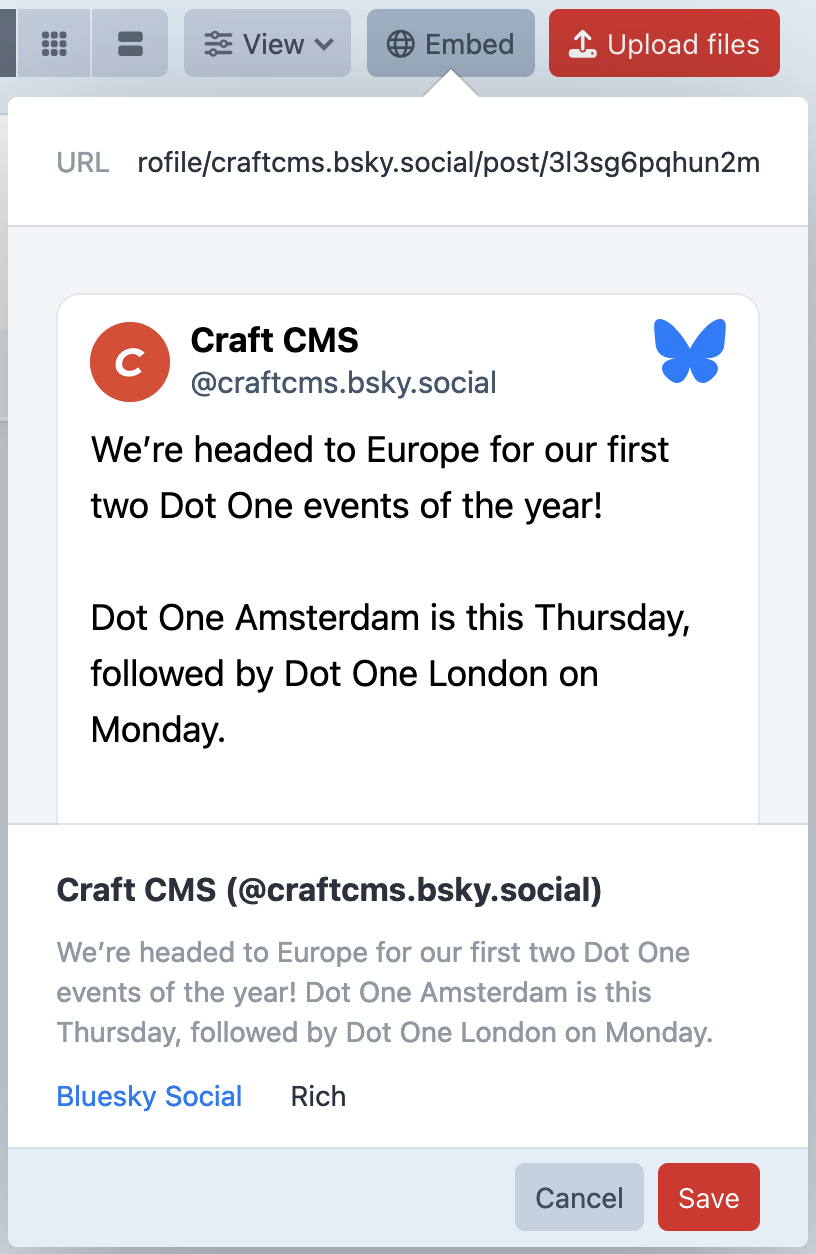 View
Embed
Upload files
URL rofile/craftcms.bsky.social/post/3l3sg6pqhun2m
Craft CMS
@craftcms.bsky.social
We’re headed to Europe for our first
two Dot One events of the year!
Dot One Amsterdam is this Thursday,
followed by Dot One London on
Monday.
Craft CMS (@craftcms.bsky.social)
We’re headed to Europe for our first two Dot One
events of the year! Dot One Amsterdam is this
Thursday, followed by Dot One London on Monday.
Bluesky Social Rich
Cancel
Save